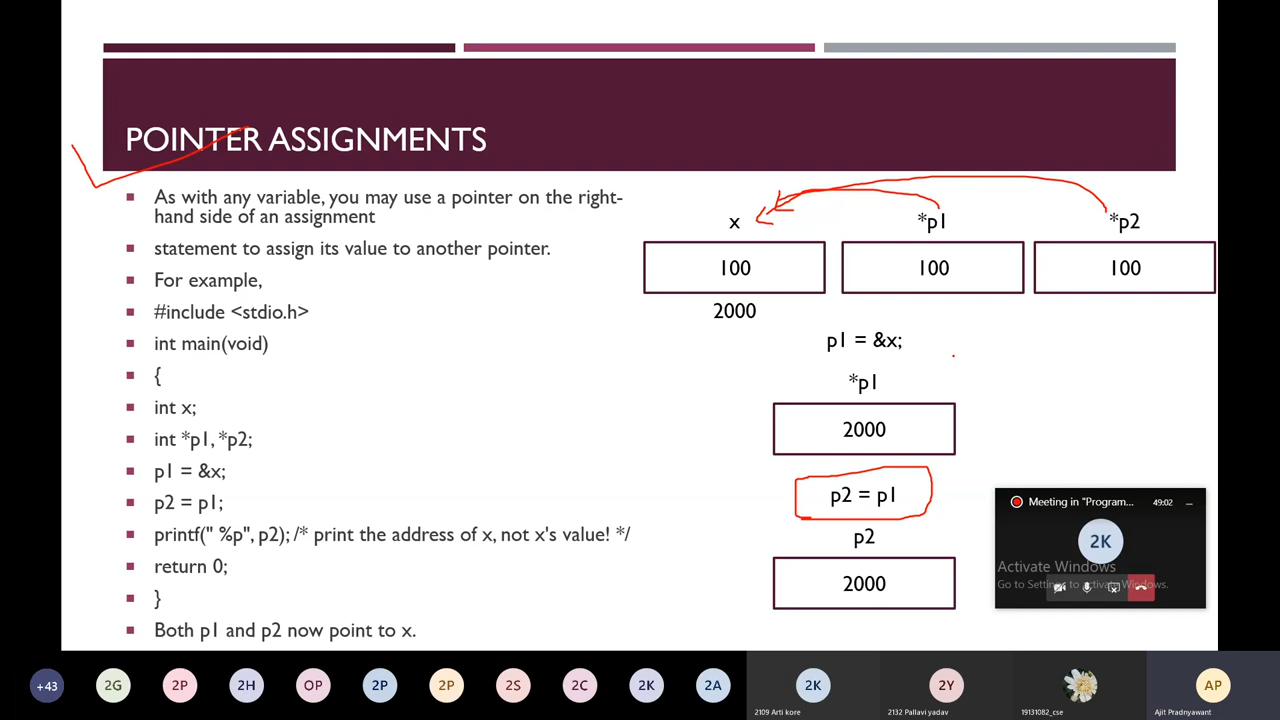 POINTER ASSIGNMENTS
As with any variable, you may use a pointer on the right-
hand side of an assignment
statement to assign its value to another pointer.
For example,
#include <stdio.h>
int main(void)
{
int x;
int *p1, *p2;
p1 = &x;
p2 = p1;
printf(" %p", p2); /* print the address of x, not x's value! */
return 0;
}
Both p1 and p2 now point to x.
x *p1 *p2
100 100 100
2000
p1 = &x;
*p1
2000
p2 = p1
p2
2000
Meeting in "Program... 49:02
2K
Activate Windows
Go to Settings to activate Windows.
+43 2G 2P 2H OP 2P 2P 2S 2C 2K 2A 2K 2Y AP
2109 Arti kore 2132 Pallavi yadav 19131082_cse Ajit Pradnyawant